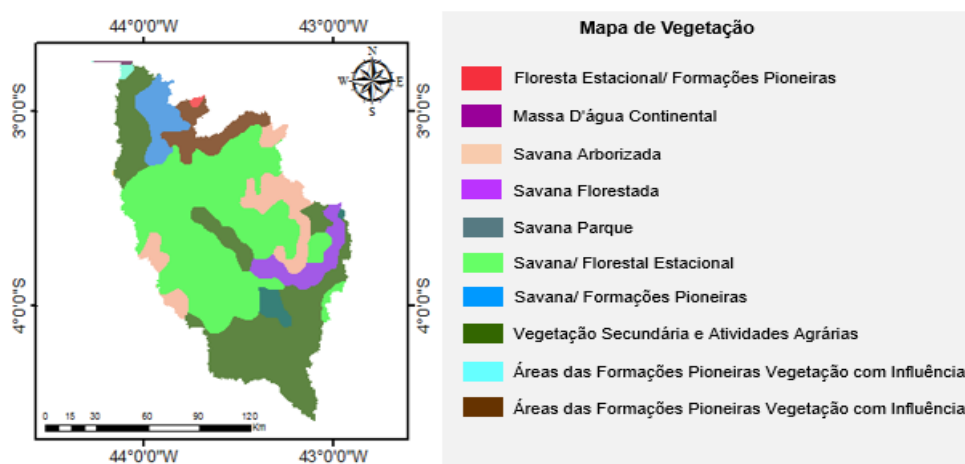 44°0'0"W 43°0'0"W
N
W E
S
3°0'0"S 3°0'0"S
4°0'0"S 4°0'0"S
0 15 30 60 90 120
Km
44°0'0"W 43°0'0"W
Mapa de Vegetação
Floresta Estacional/ Formações Pioneiras
Massa D'água Continental
Savana Arborizada
Savana Florestada
Savana Parque
Savana/ Florestal Estacional
Savana/ Formações Pioneiras
Vegetação Secundária e Atividades Agrárias
Áreas das Formações Pioneiras Vegetação com Influência
Áreas das Formações Pioneiras Vegetação com Influência